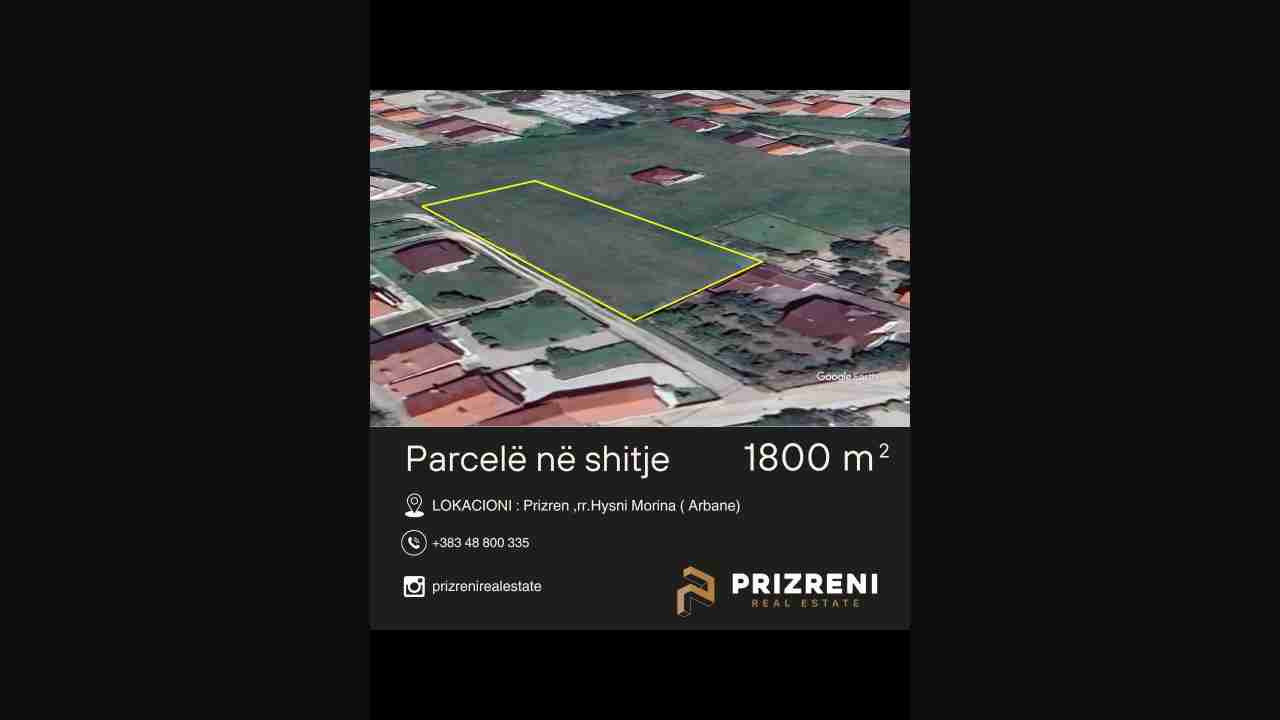 Google Earth
Parcelë në shitje
1800 m²
LOKACIONI : Prizren ,rr.Hysni Morina ( Arbane)
+383 48 800 335
prizrenirealestate
PRIZRENI
REAL ESTATE